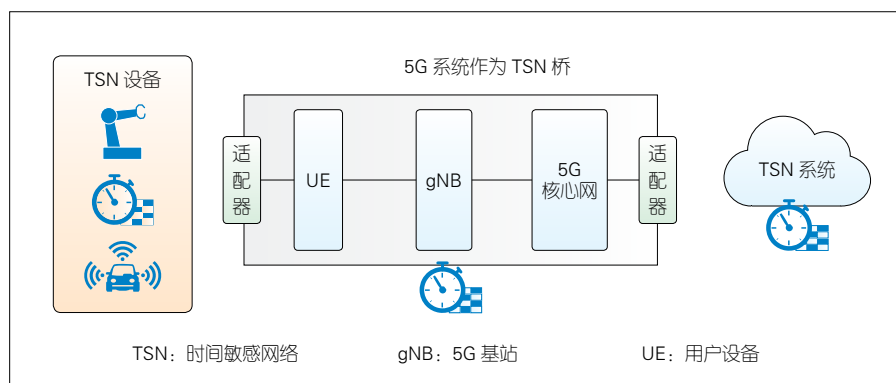 5G 系统作为 TSN 桥
TSN 设备
适配器
UE
gNB
5G
核心网
适配器
TSN 系统
TSN：时间敏感网络
gNB：5G 基站
UE：用户设备